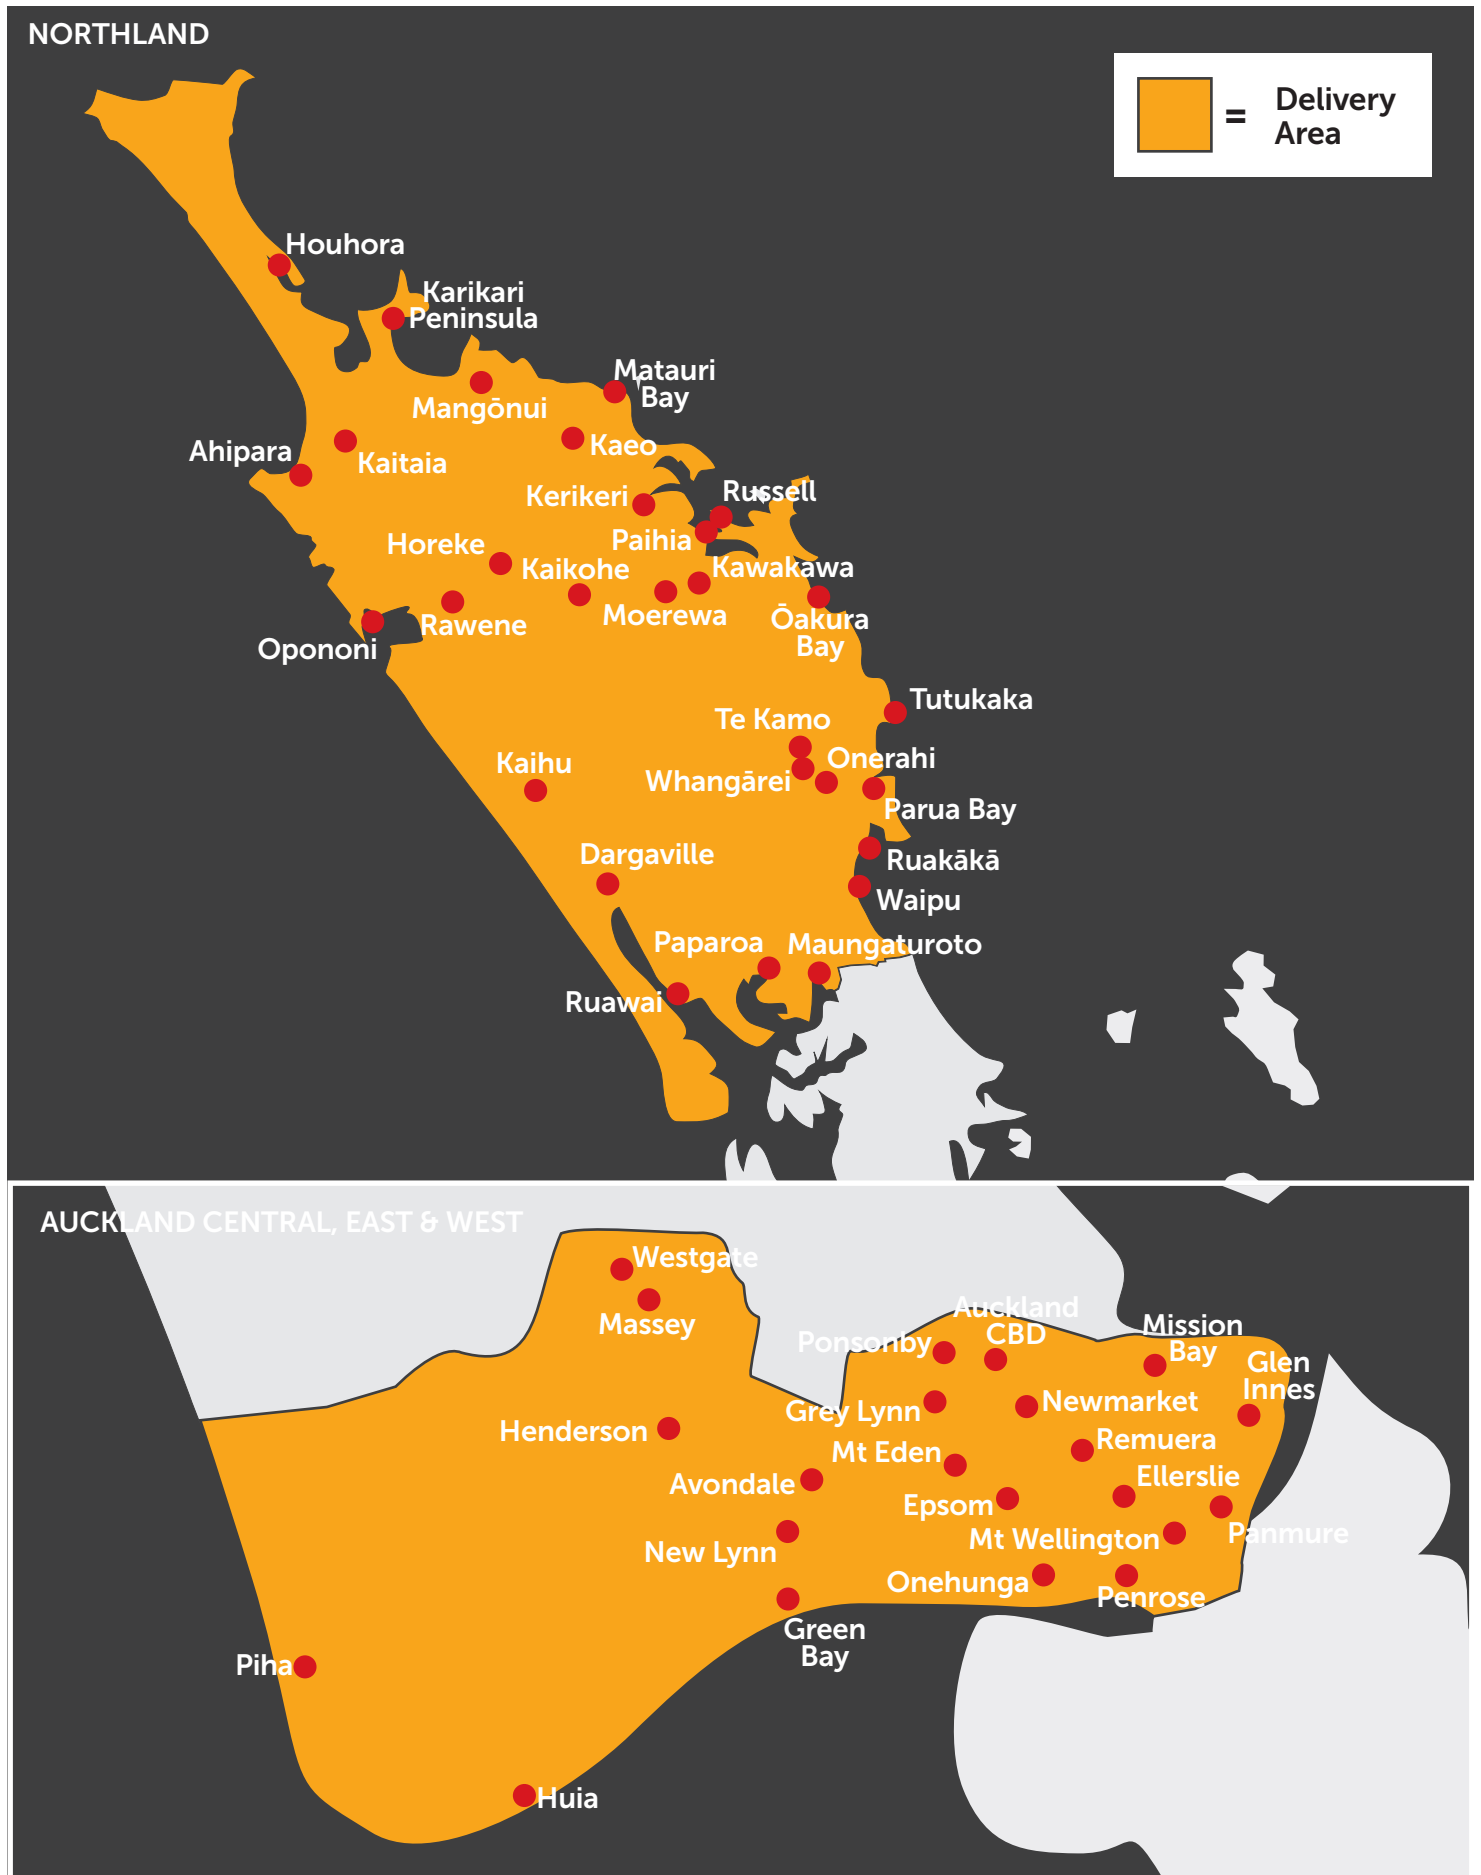 NORTHLAND
=
Delivery
Area
Houhora
Karikari
Peninsula
Matauri
Bay
Mangōnui
Kaeo
Ahipara
Kaitaia
Kerikeri
Russell
Paihia
Horeke
Kaikohe
Kawakawa
Moerewa
Ōakura
Bay
Rawene
Opononi
Tutukaka
Te Kamo
Onerahi
Kaihu
Whangārei
Parua Bay
Dargaville
Ruakākā
Waipu
Paparoa
Maungaturoto
Ruawai
AUCKLAND CENTRAL, EAST & WEST
Westgate
Massey
Auckland
CBD
Ponsonby
Mission
Bay
Glen
Innes
Grey Lynn
Newmarket
Henderson
Mt Eden
Remuera
Avondale
Ellerslie
Epsom
Mt Wellington
Panmure
New Lynn
Onehunga
Penrose
Green
Bay
Piha
Huia